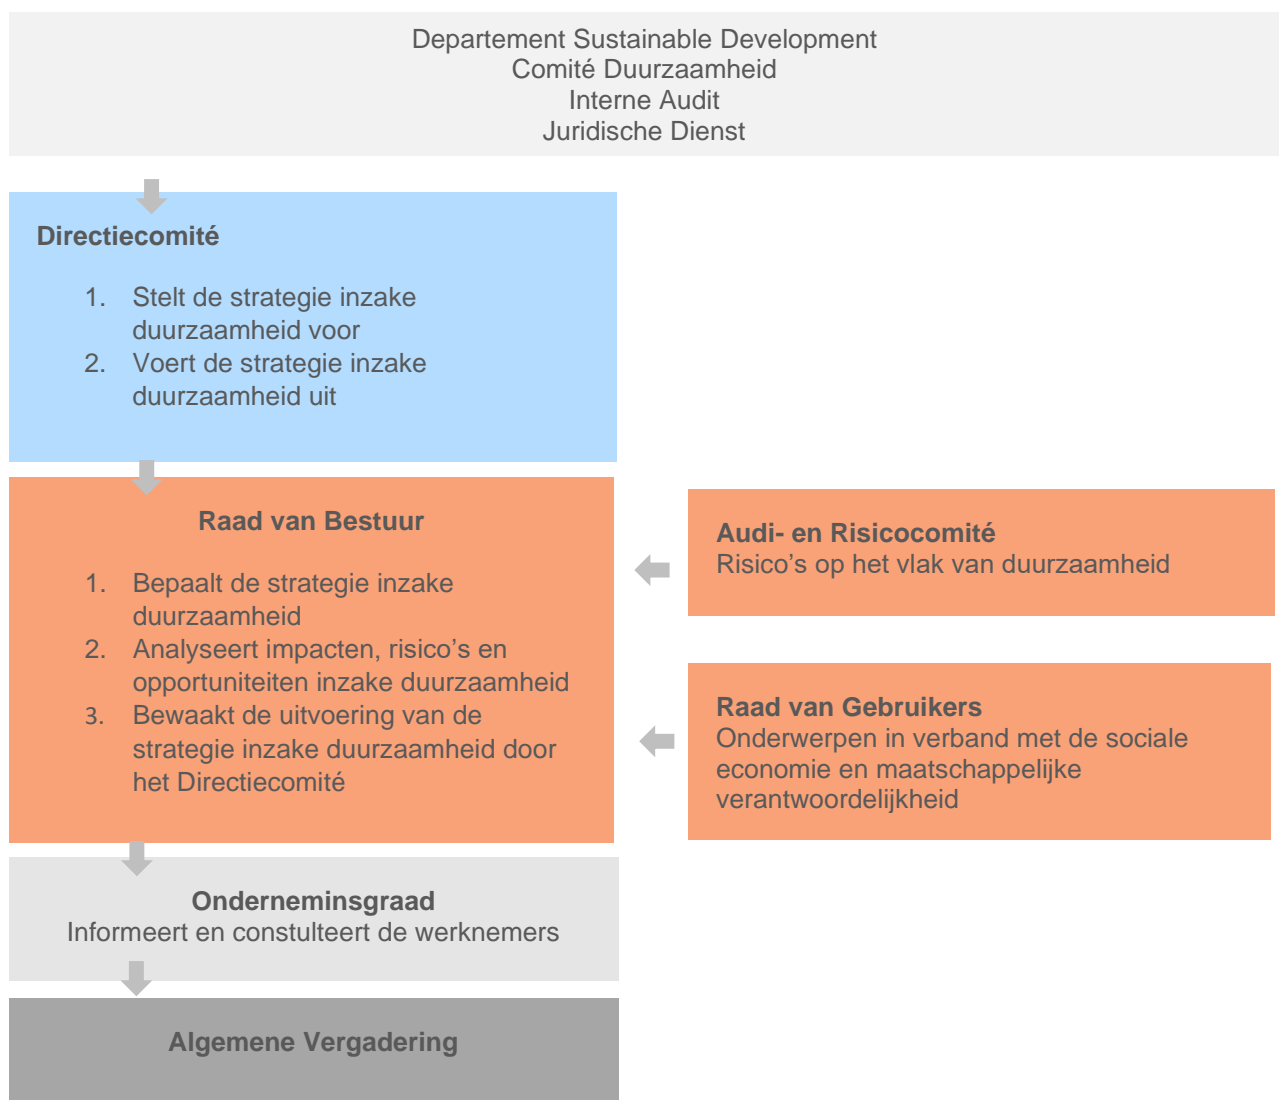 Departement Sustainable Development
Comité Duurzaamheid
Interne Audit
Juridische Dienst
Directiecomité
1. Stelt de strategie inzake
duurzaamheid voor
2. Voert de strategie inzake
duurzaamheid uit
Raad van Bestuur
1. Bepaalt de strategie inzake
duurzaamheid
2. Analyseert impacten, risico’s en
opportuniteiten inzake duurzaamheid
3. Bewaakt de uitvoering van de
strategie inzake duurzaamheid door
het Directiecomité
Audi- en Risicocomité
Risico’s op het vlak van duurzaamheid
Raad van Gebruikers
Onderwerpen in verband met de sociale
economie en maatschappelijke
verantwoordelijkheid
Onderneminsgraad
Informeert en constulteert de werknemers
Algemene Vergadering